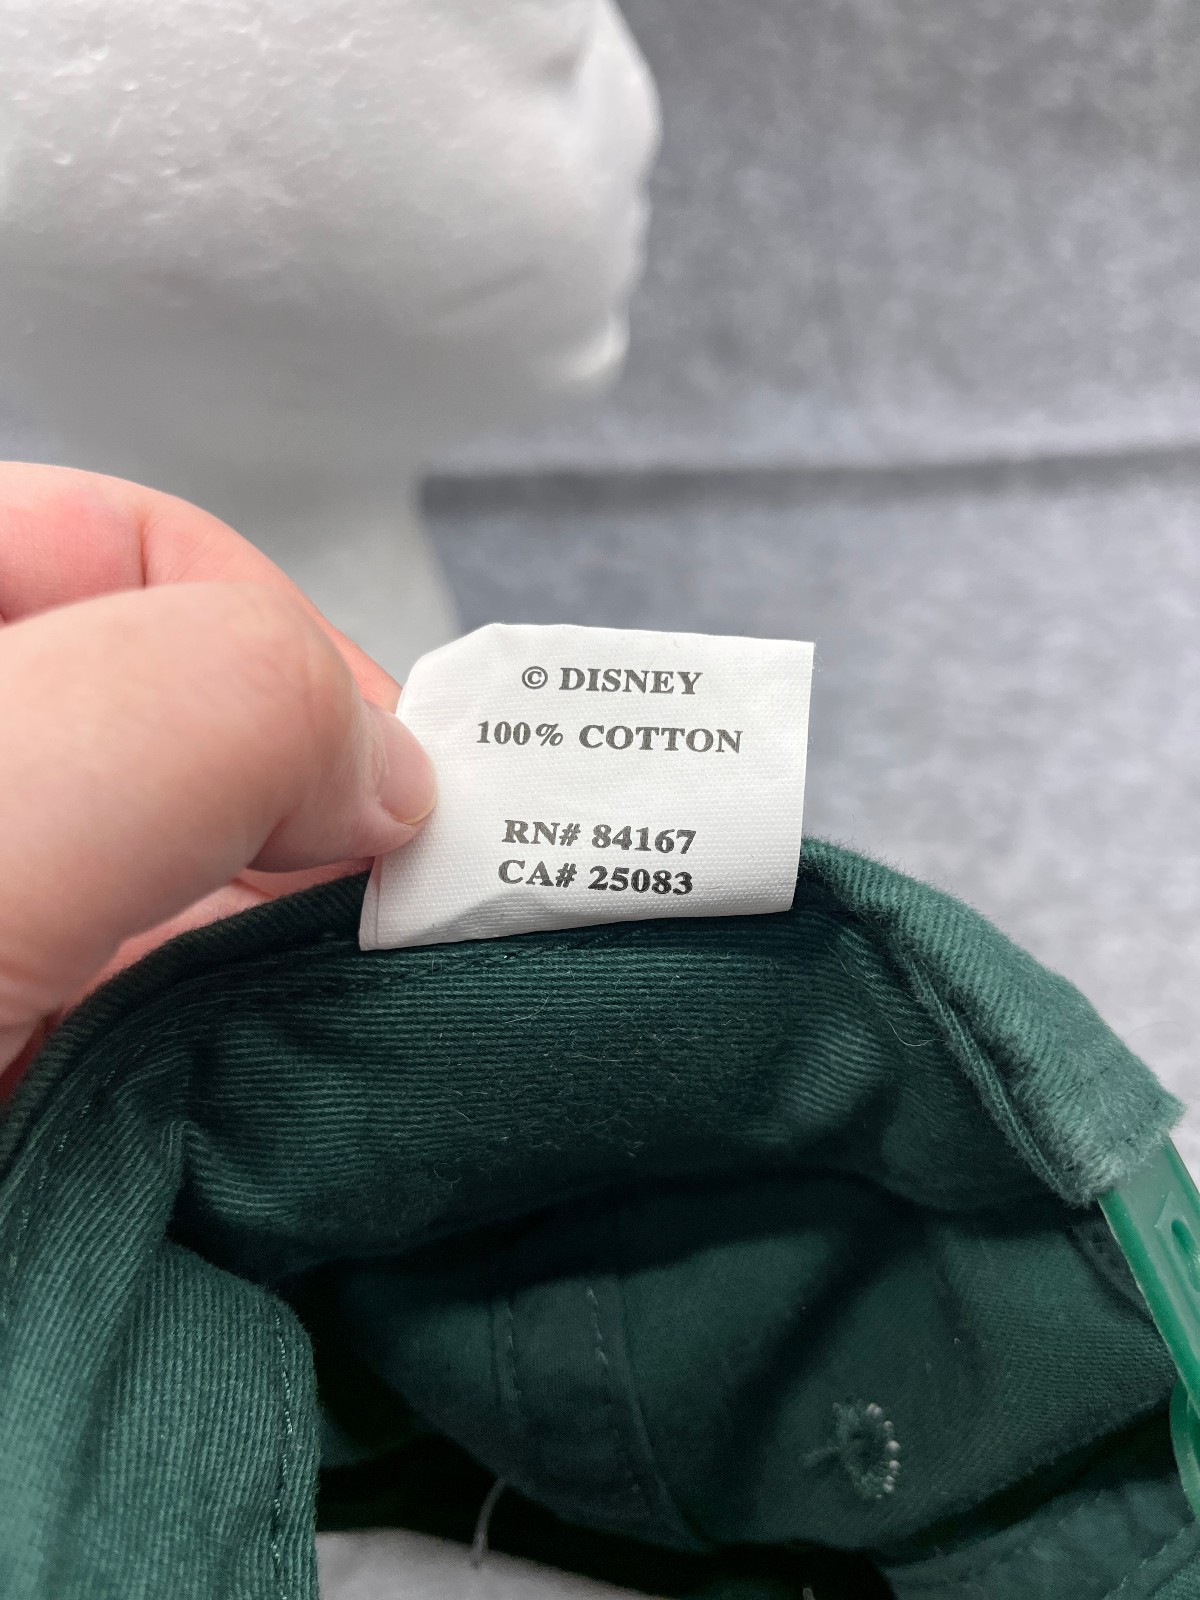 © DISNEY
100% COTTON
RN# 84167
CA# 25083